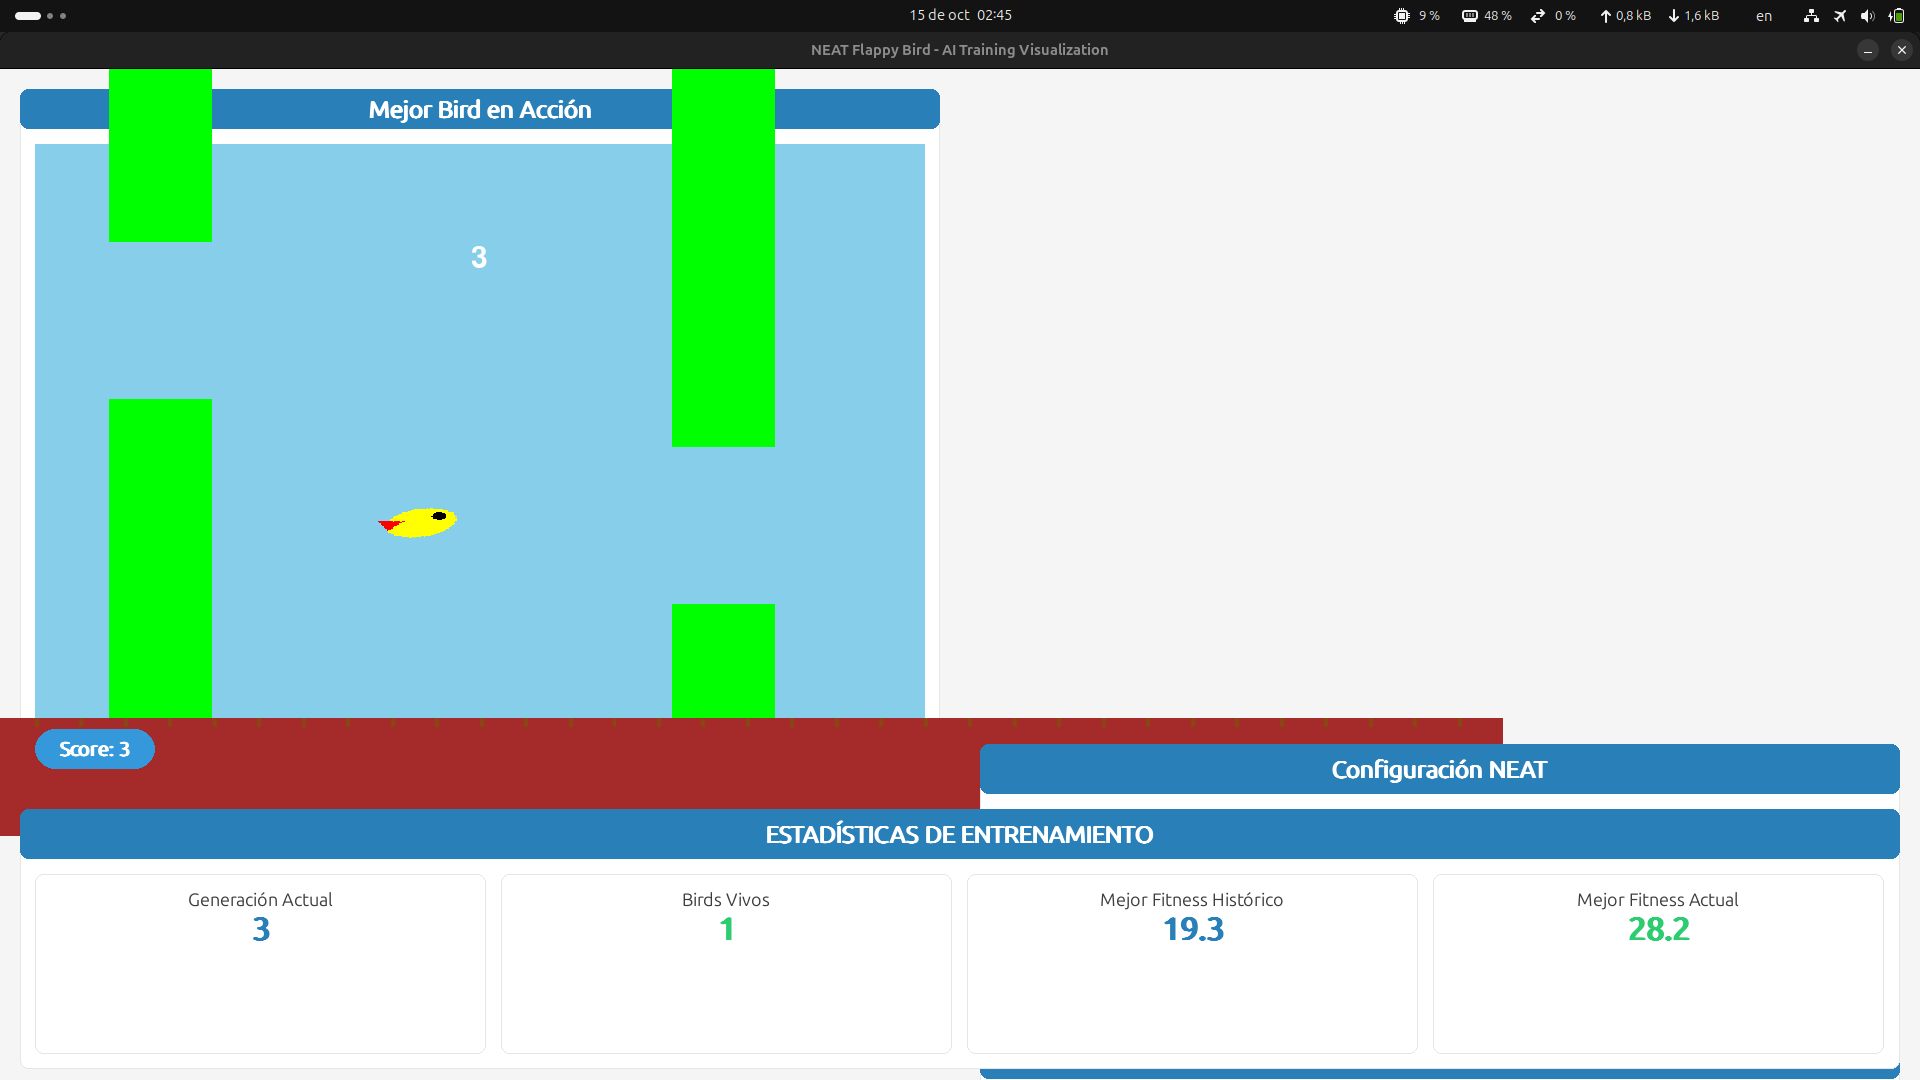 15 de oct 02:45
9 %
48 %
0 %
0,8 kB
1,6 kB
en
NEAT Flappy Bird - AI Training Visualization
Mejor Bird en Acción
3
Score: 3
Configuración NEAT
ESTADÍSTICAS DE ENTRENAMIENTO
Generación Actual
3
Birds Vivos
1
Mejor Fitness Histórico
19.3
Mejor Fitness Actual
28.2